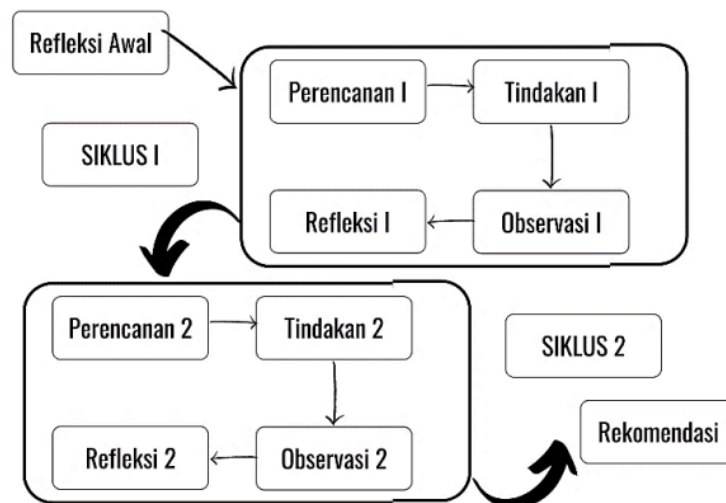 Refleksi Awal
Perencanan I
Tindakan I
SIKLUS I
Refleksi I
Observasi I
Perencanan 2
Tindakan 2
SIKLUS 2
Refleksi 2
Observasi 2
Rekomendasi